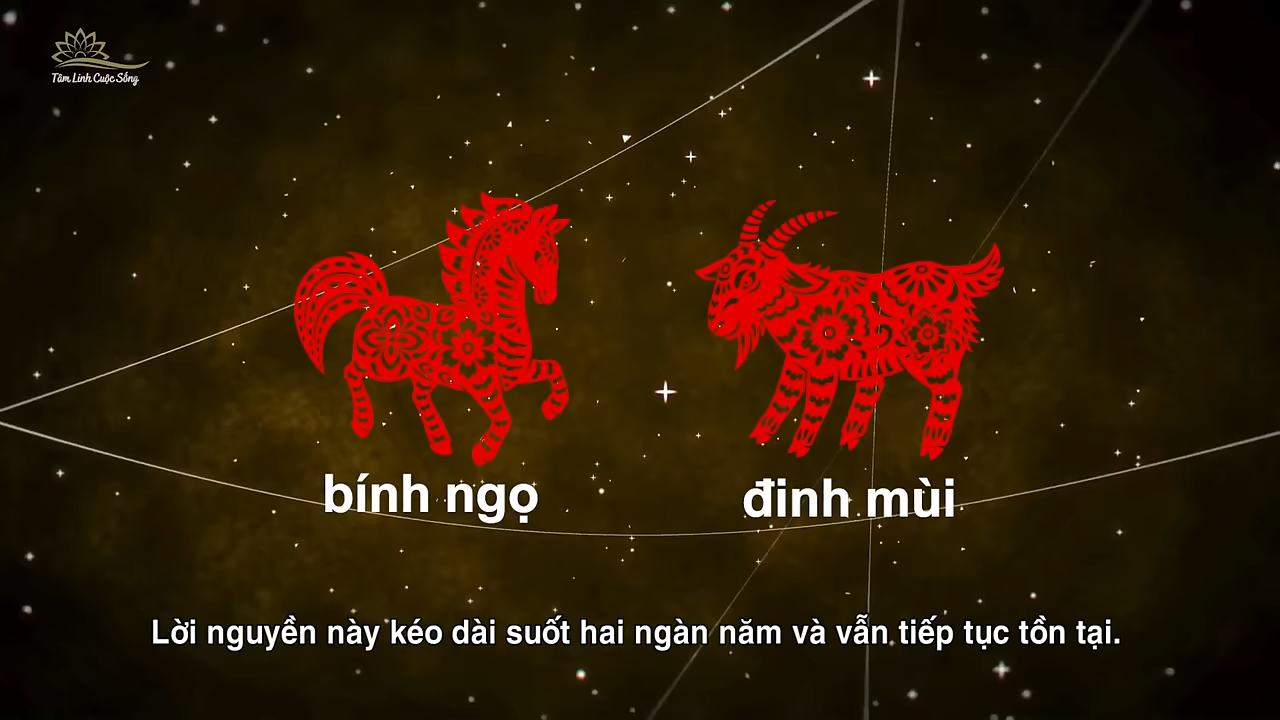 Tâm Linh Cuộc Sống
bính ngọ
đinh mùi
Lời nguyền này kéo dài suốt hai ngàn năm và vẫn tiếp tục tồn tại.